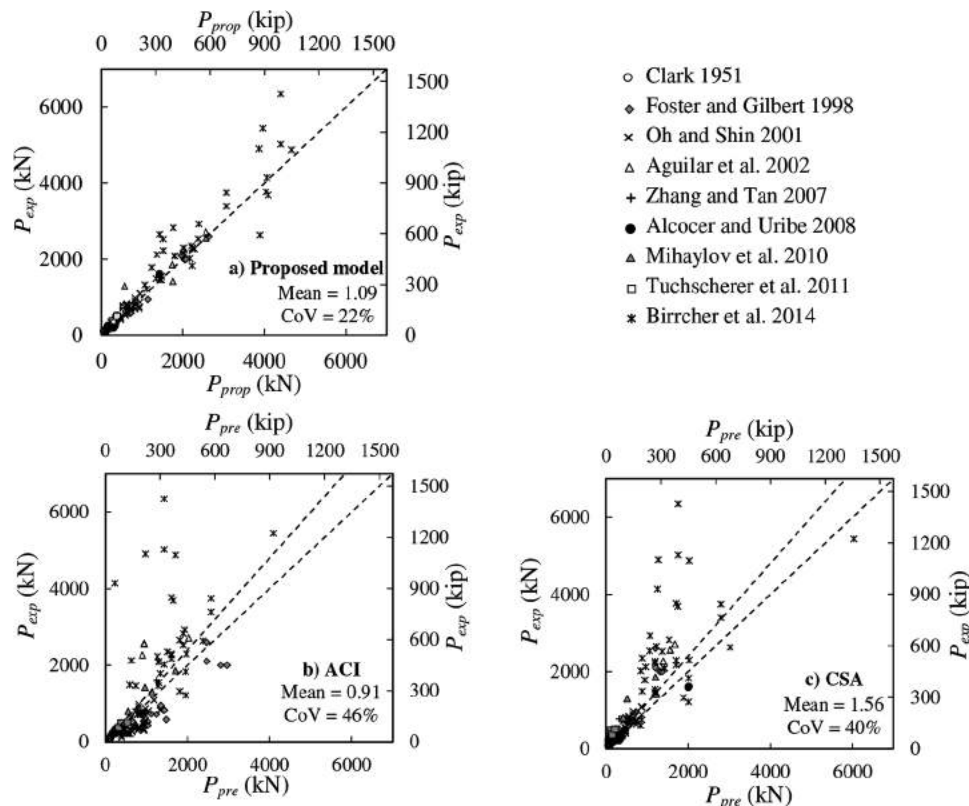 P_prop (kip)
0 300 600 900 1200 1500
6000
4000
2000
0
P_exp (kN)
1500
1200
900
600
300
0
P_exp (kip)
a) Proposed model
Mean = 1.09
CoV = 22%
0 2000 4000 6000
P_prop (kN)
Clark 1951
Foster and Gilbert 1998
Oh and Shin 2001
Aguilar et al. 2002
Zhang and Tan 2007
Alcocer and Uribe 2008
Mihaylov et al. 2010
Tuchscherer et al. 2011
Birrcher et al. 2014
P_pre (kip)
0 300 600 900 1200 1500
6000
4000
2000
0
P_exp (kN)
1500
1200
900
600
300
0
P_exp (kip)
b) ACI
Mean = 0.91
CoV = 46%
0 2000 4000 6000
P_pre (kN)
P_pre (kip)
0 300 600 900 1200 1500
6000
4000
2000
0
P_exp (kN)
1500
1200
900
600
300
0
P_exp (kip)
c) CSA
Mean = 1.56
CoV = 40%
0 2000 4000 6000
P_pre (kN)